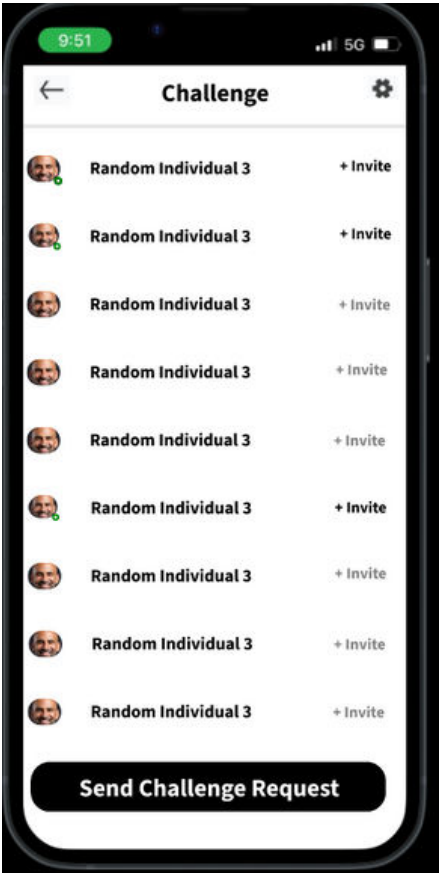 9:51
5G
Challenge
Random Individual 3 + Invite
Random Individual 3 + Invite
Random Individual 3 + Invite
Random Individual 3 + Invite
Random Individual 3 + Invite
Random Individual 3 + Invite
Random Individual 3 + Invite
Random Individual 3 + Invite
Random Individual 3 + Invite
Send Challenge Request